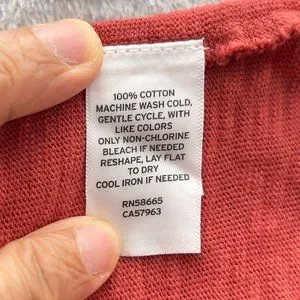 100% COTTON
MACHINE WASH COLD,
GENTLE CYCLE, WITH
LIKE COLORS
ONLY NON-CHLORINE
BLEACH IF NEEDED
RESHAPE, LAY FLAT
TO DRY
COOL IRON IF NEEDED
RN58665
CA57963